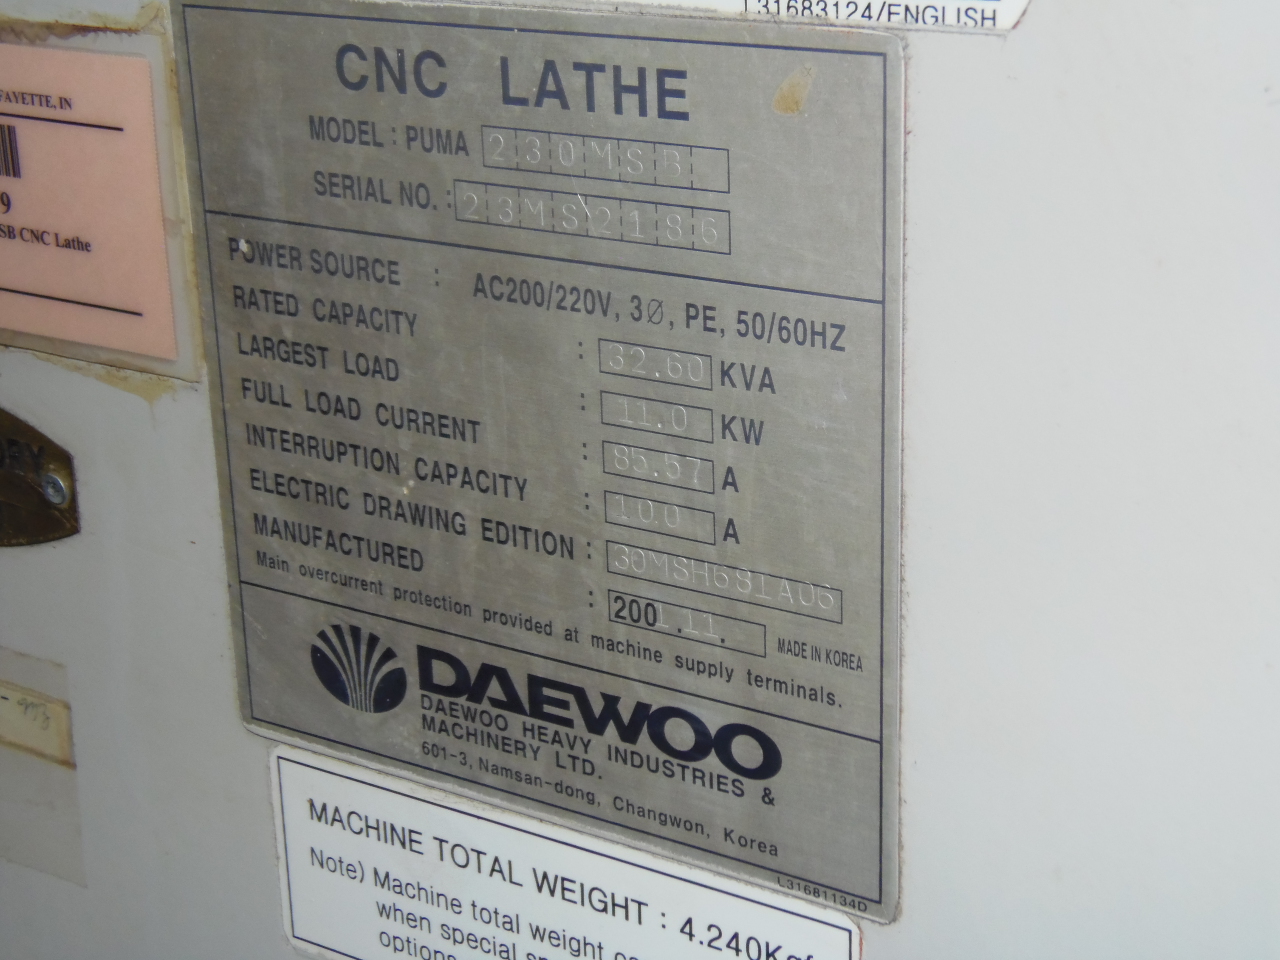 L31683124/ENGLISH
FAYETTE, IN
9
SB CNC Lathe
CNC LATHE
MODEL : PUMA 230MSB
SERIAL NO. : 23MS2186
POWER SOURCE : AC200/220V, 3Ø, PE, 50/60HZ
RATED CAPACITY : 32.60 KVA
LARGEST LOAD : 11.0 KW
FULL LOAD CURRENT : 85.57 A
INTERRUPTION CAPACITY : 100 A
ELECTRIC DRAWING EDITION : 30MSH681A06
MANUFACTURED : 2001.11. MADE IN KOREA
Main overcurrent protection provided at machine supply terminals.
DAEWOO
DAEWOO HEAVY INDUSTRIES &
MACHINERY LTD.
601-3, Namsan-dong, Changwon, Korea
L31681134D
MACHINE TOTAL WEIGHT : 4.240Kgf
Note) Machine total weight
when special
options